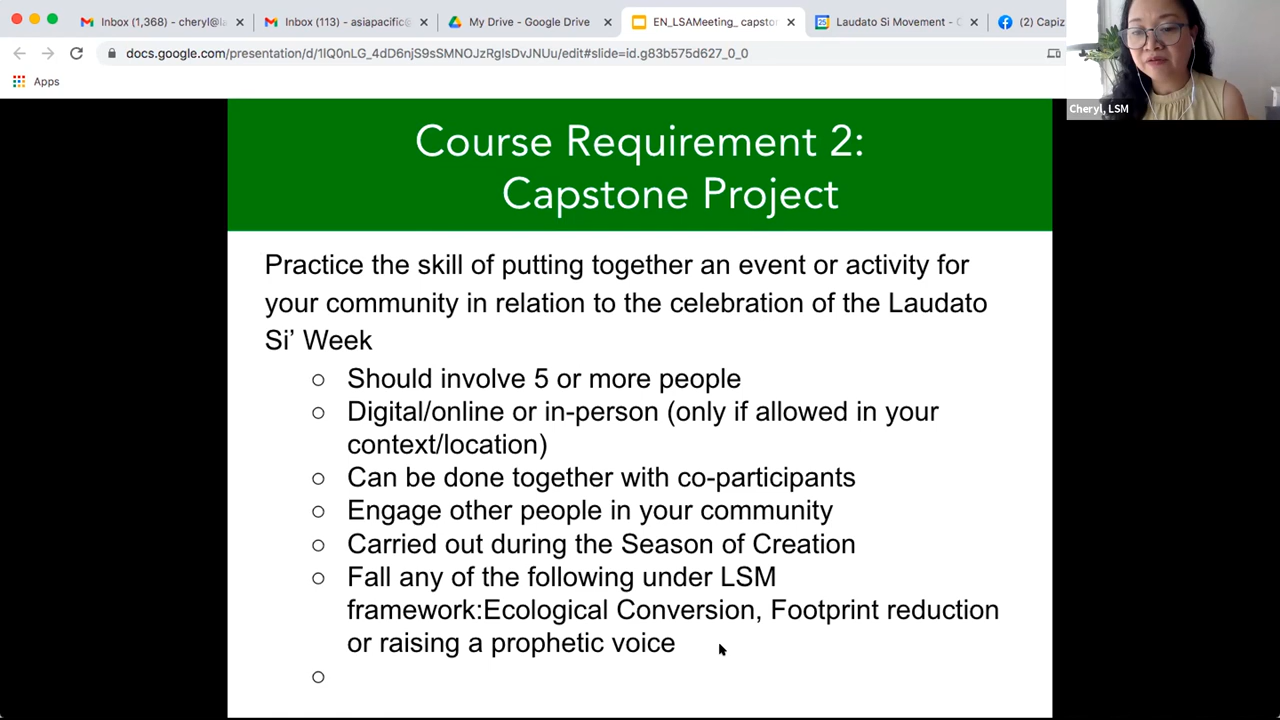 Inbox (1,368) - cheryl@la
Inbox (113) - asiapacific@
My Drive - Google Drive
EN_LSAMeeting_ capstor
Laudato Si Movement - C
(2) Capiz
docs.google.com/presentation/d/1lQ0nLG_4dD6njS9sSMNOJzRglsDvJNUu/edit#slide=id.g83b575d627_0_0
Apps
Cheryl, LSM
Course Requirement 2:
Capstone Project
Practice the skill of putting together an event or activity for
your community in relation to the celebration of the Laudato
Si’ Week
○ Should involve 5 or more people
○ Digital/online or in-person (only if allowed in your
context/location)
○ Can be done together with co-participants
○ Engage other people in your community
○ Carried out during the Season of Creation
○ Fall any of the following under LSM
framework:Ecological Conversion, Footprint reduction
or raising a prophetic voice
○